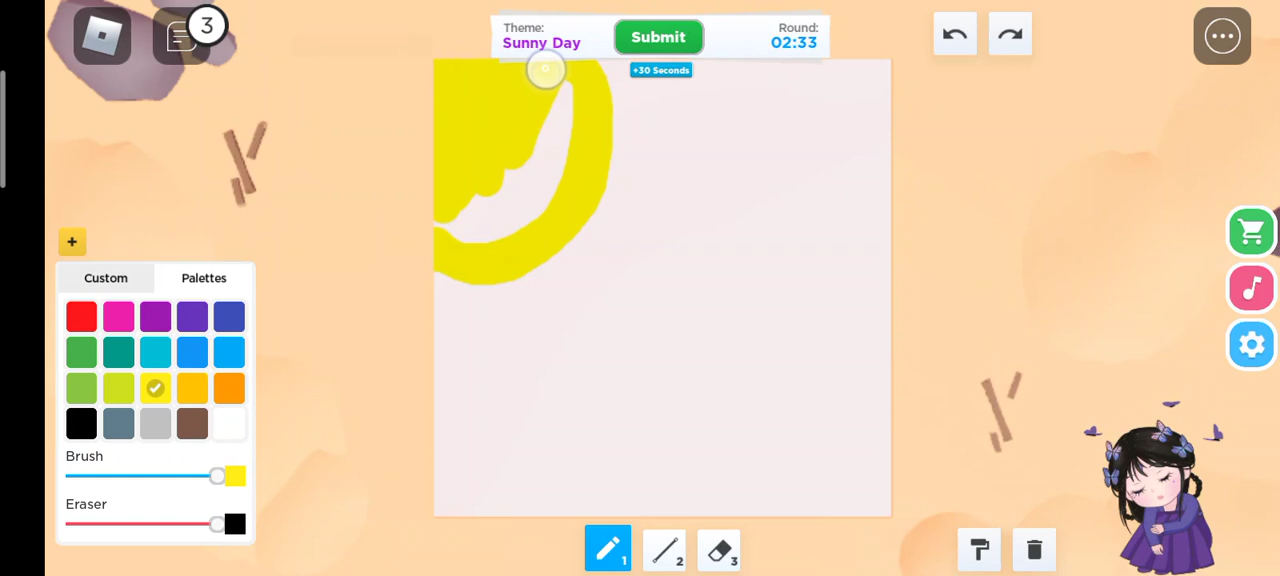 3
Theme:
Sunny Day
Submit
Round:
02:33
+30 Seconds
+
Custom
Palettes
Brush
Eraser
1
2
3